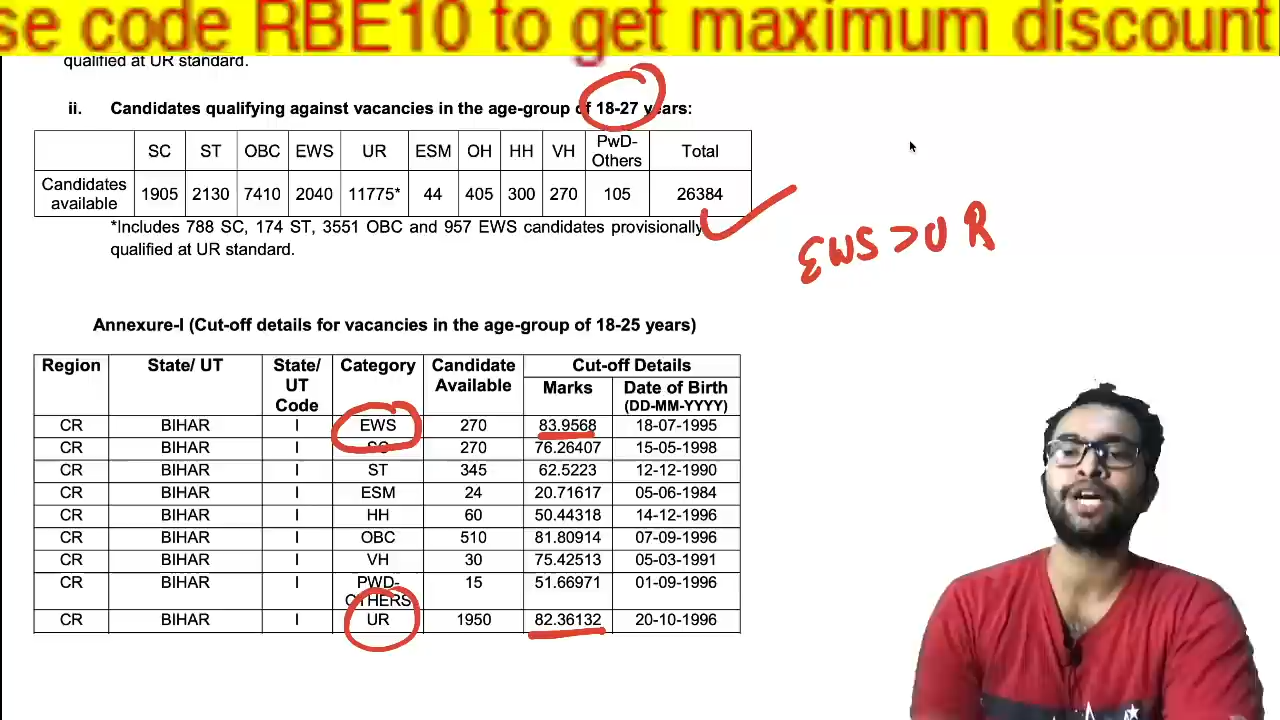 se code RBE10 to get maximum discount
qualified at UR standard.
ii. Candidates qualifying against vacancies in the age-group of 18-27 years:
SC ST OBC EWS UR ESM OH HH VH PwD-Others Total
Candidates available 1905 2130 7410 2040 11775* 44 405 300 270 105 26384
*Includes 788 SC, 174 ST, 3551 OBC and 957 EWS candidates provisionally
qualified at UR standard.
EWS > UR
Annexure-I (Cut-off details for vacancies in the age-group of 18-25 years)
Region State/ UT State/ UT Code Category Candidate Available Cut-off Details
Marks Date of Birth (DD-MM-YYYY)
CR BIHAR I EWS 270 83.9568 18-07-1995
CR BIHAR I SC 270 76.26407 15-05-1998
CR BIHAR I ST 345 62.5223 12-12-1990
CR BIHAR I ESM 24 20.71617 05-06-1984
CR BIHAR I HH 60 50.44318 14-12-1996
CR BIHAR I OBC 510 81.80914 07-09-1996
CR BIHAR I VH 30 75.42513 05-03-1991
CR BIHAR I PWD-OTHERS 15 51.66971 01-09-1996
CR BIHAR I UR 1950 82.36132 20-10-1996